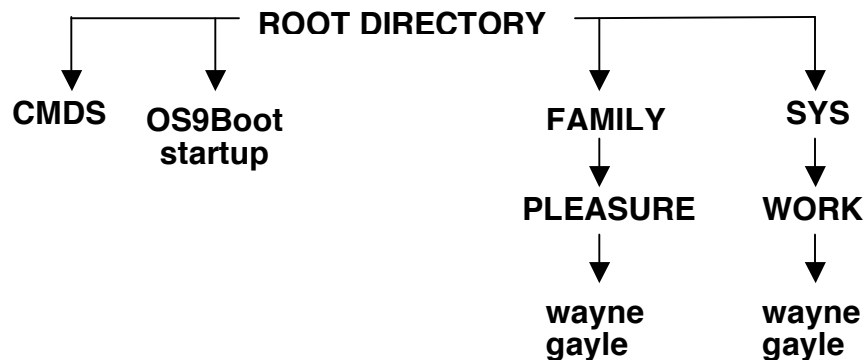 ROOT DIRECTORY
CMDS
OS9Boot
startup
FAMILY
SYS
PLEASURE
WORK
wayne
gayle
wayne
gayle